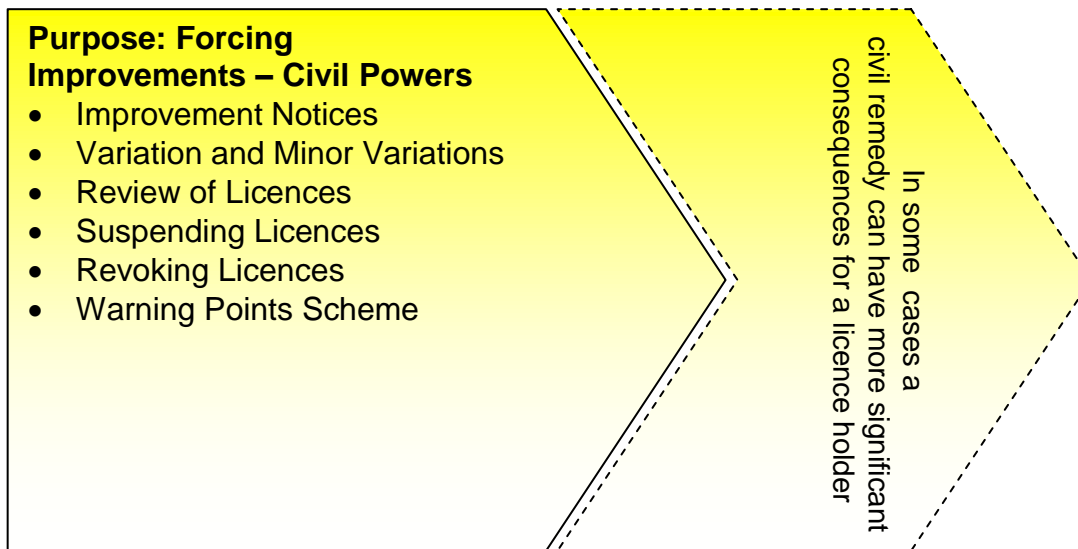 Purpose: Forcing
Improvements – Civil Powers
• Improvement Notices
• Variation and Minor Variations
• Review of Licences
• Suspending Licences
• Revoking Licences
• Warning Points Scheme
In some cases a
civil remedy can have more significant
consequences for a licence holder